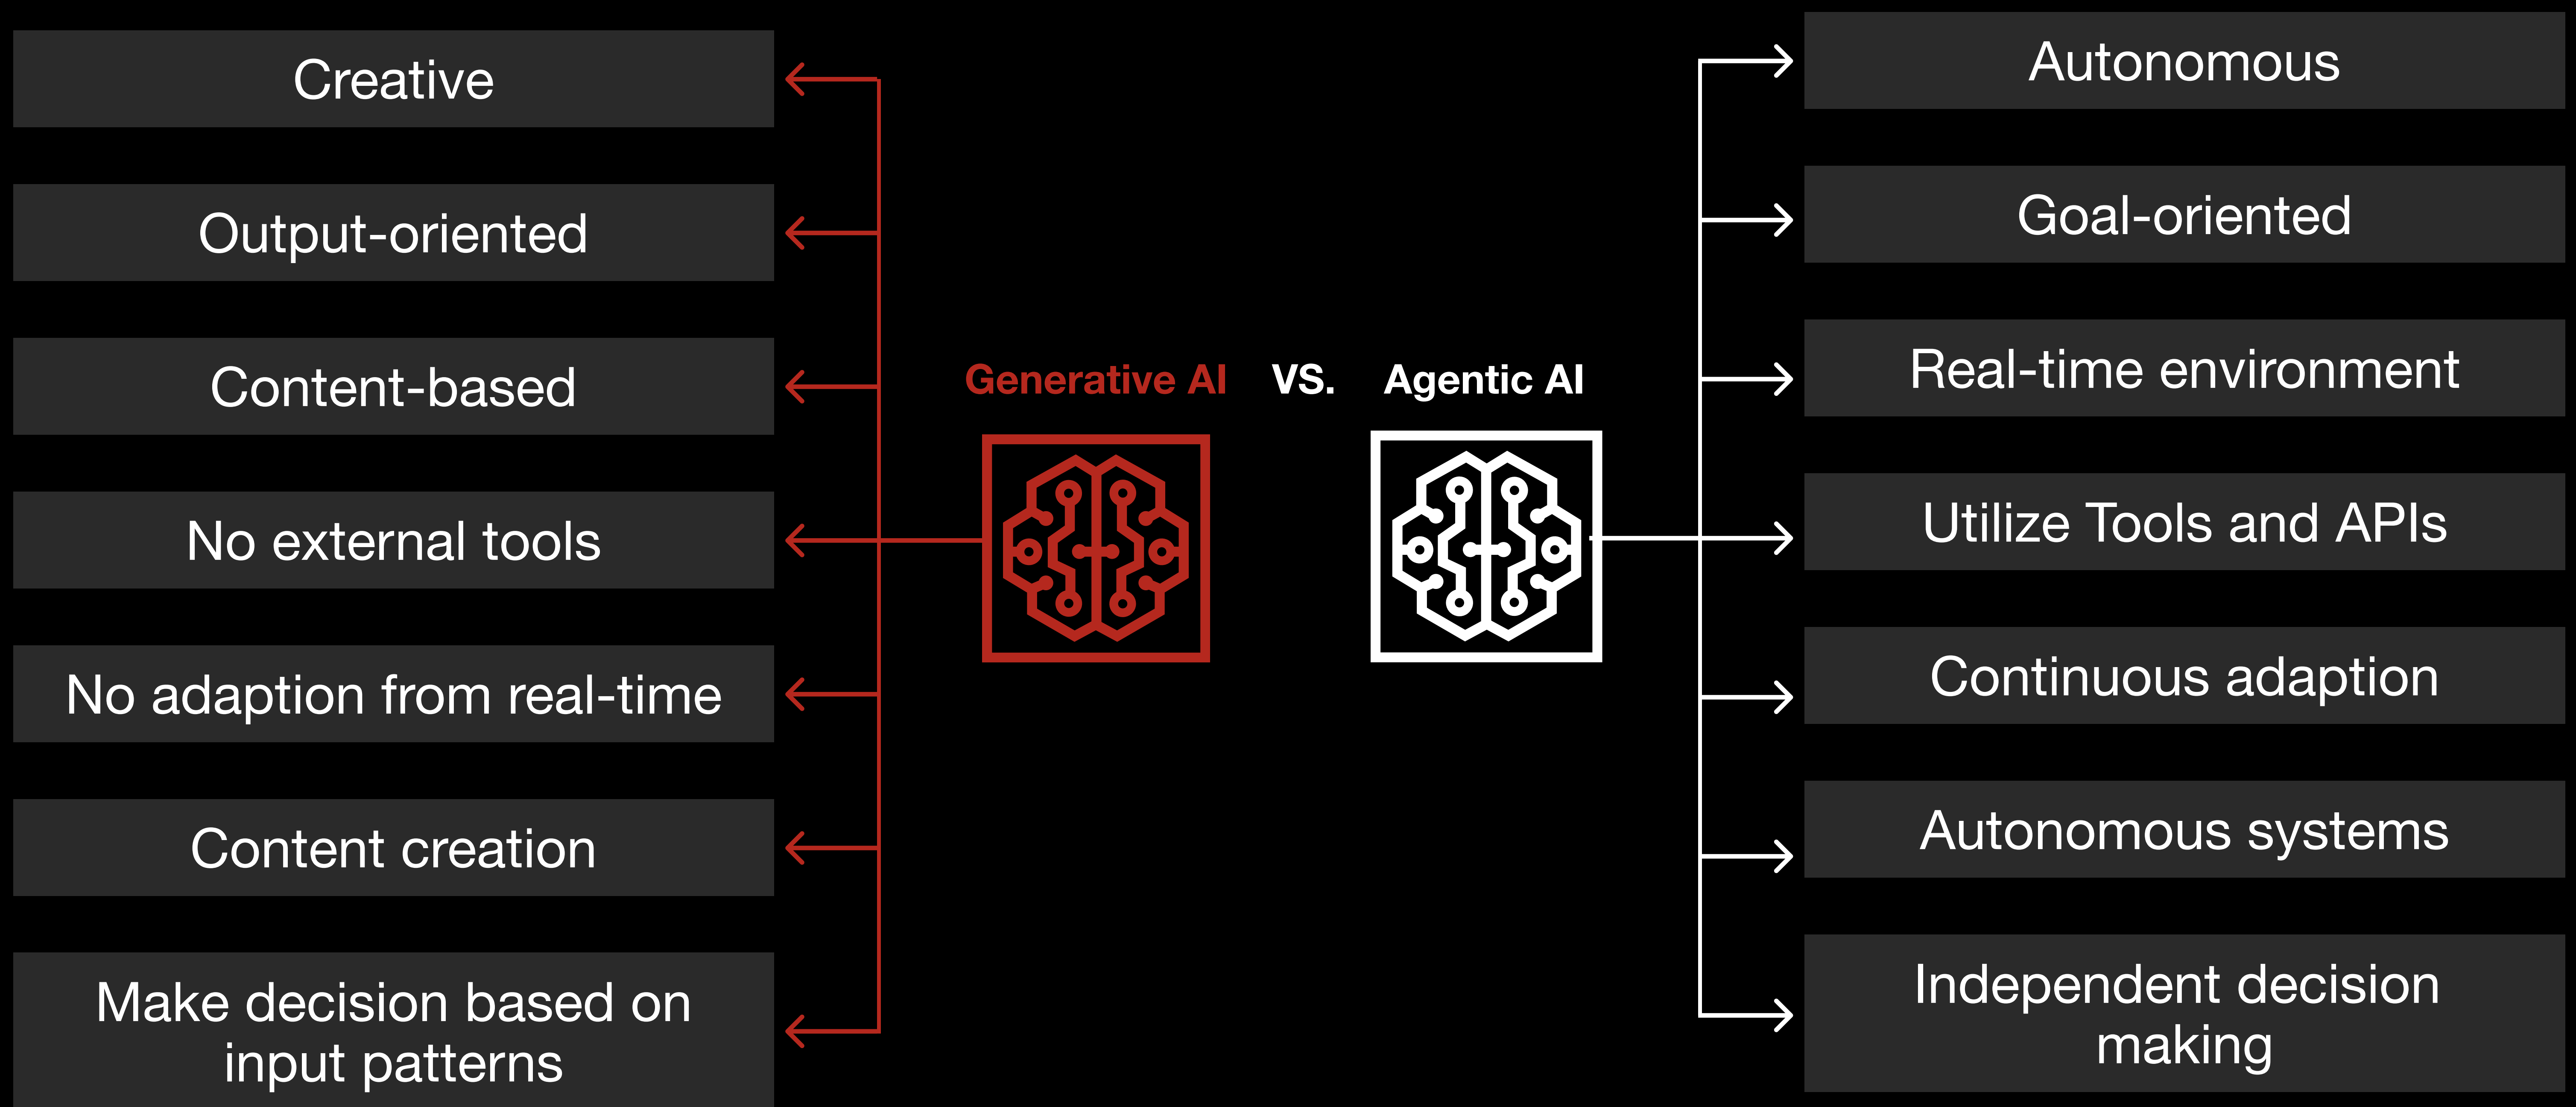 Creative
Output-oriented
Content-based
No external tools
No adaption from real-time
Content creation
Make decision based on
input patterns
Generative AI VS. Agentic AI
Autonomous
Goal-oriented
Real-time environment
Utilize Tools and APIs
Continuous adaption
Autonomous systems
Independent decision
making